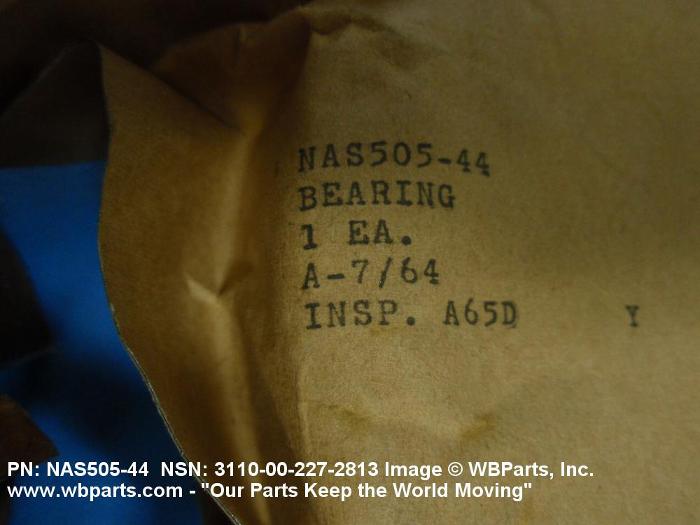 NAS505-44
BEARING
1 EA.
A-7/64
INSP. A65D Y
PN: NAS505-44 NSN: 3110-00-227-2813 Image © WBParts, Inc.
www.wbparts.com - "Our Parts Keep the World Moving"